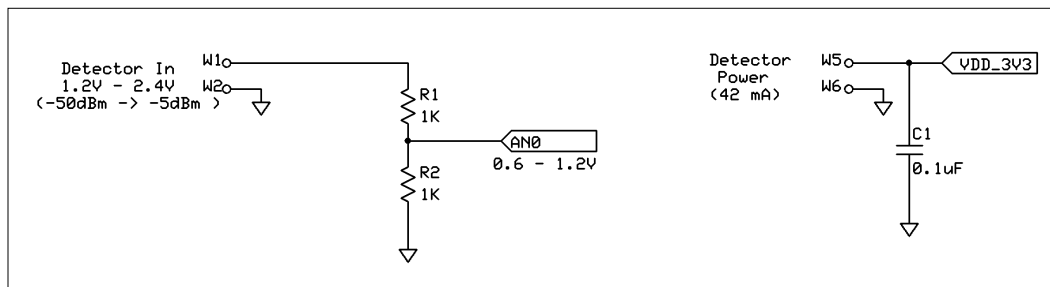 Detector In
1.2V - 2.4V
(-50dBm -> -5dBm )
W1
W2
R1
1K
AN0
0.6 - 1.2V
R2
1K
Detector
Power
(42 mA)
W5
W6
VDD_3V3
C1
0.1uF